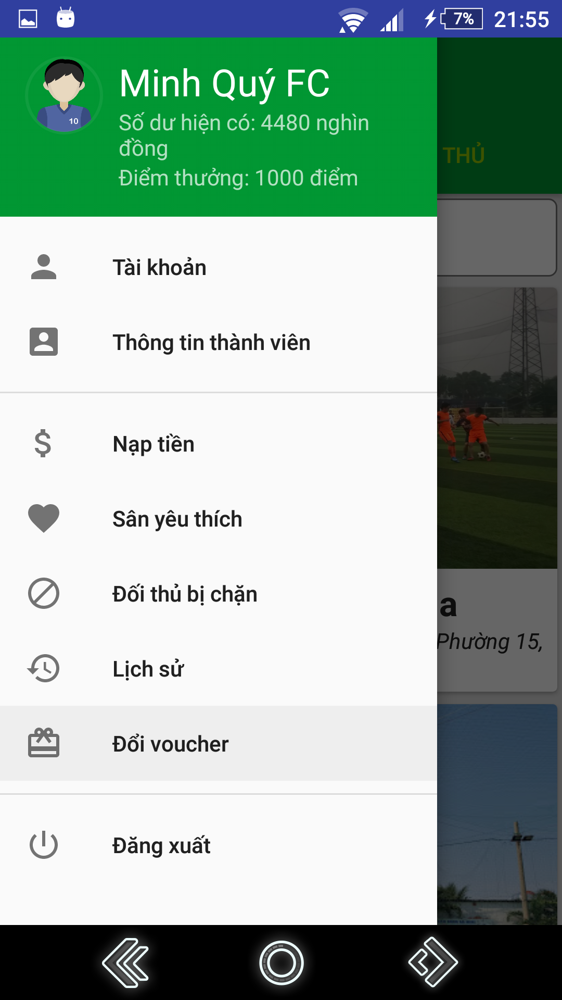 7% 21:55
10
Minh Quý FC
Số dư hiện có: 4480 nghìn
đồng
Điểm thưởng: 1000 điểm
THỦ
Tài khoản
Thông tin thành viên
Nạp tiền
Sân yêu thích
Đối thủ bị chặn
a
Phường 15,
Lịch sử
Đổi voucher
Đăng xuất